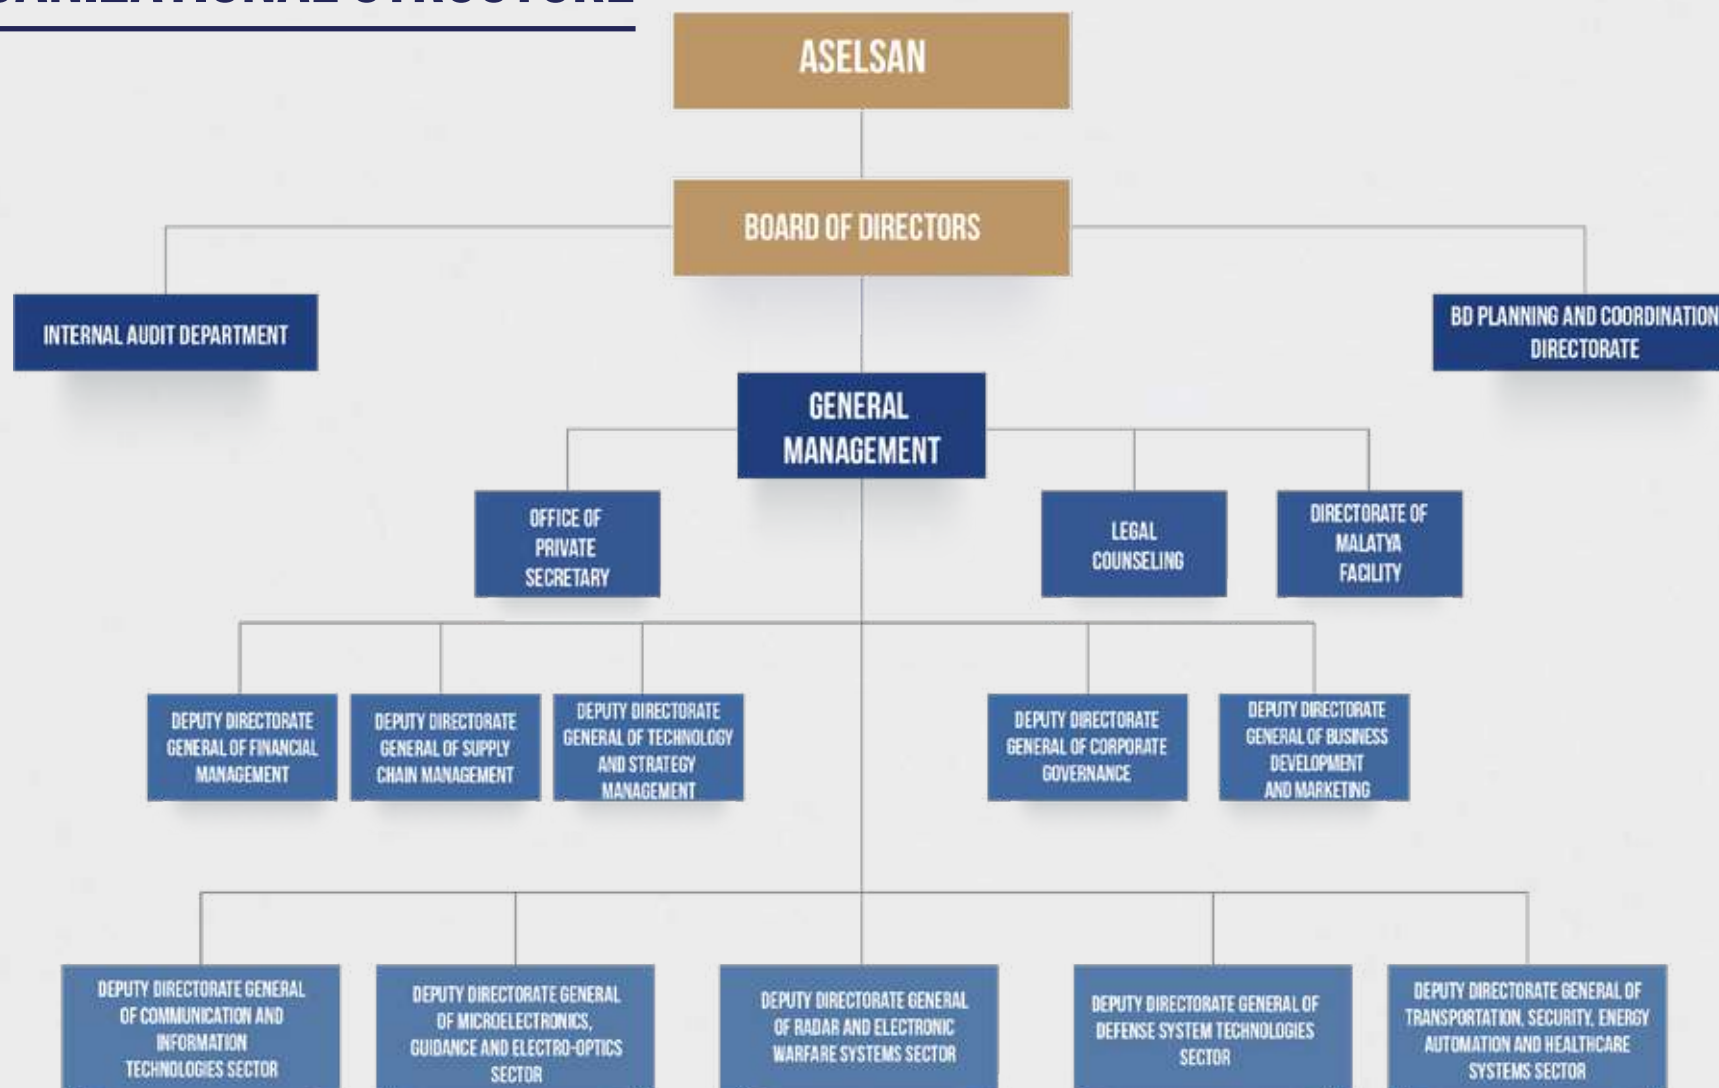 ASELSAN
BOARD OF DIRECTORS
INTERNAL AUDIT DEPARTMENT
BD PLANNING AND COORDINATION
DIRECTORATE
GENERAL
MANAGEMENT
OFFICE OF
PRIVATE
SECRETARY
LEGAL
COUNSELING
DIRECTORATE OF
MALATYA
FACILITY
DEPUTY DIRECTORATE
GENERAL OF FINANCIAL
MANAGEMENT
DEPUTY DIRECTORATE
GENERAL OF SUPPLY
CHAIN MANAGEMENT
DEPUTY DIRECTORATE
GENERAL OF TECHNOLOGY
AND STRATEGY
MANAGEMENT
DEPUTY DIRECTORATE
GENERAL OF CORPORATE
GOVERNANCE
DEPUTY DIRECTORATE
GENERAL OF BUSINESS
DEVELOPMENT
AND MARKETING
DEPUTY DIRECTORATE GENERAL
OF COMMUNICATION AND
INFORMATION
TECHNOLOGIES SECTOR
DEPUTY DIRECTORATE GENERAL
OF MICROELECTRONICS,
GUIDANCE AND ELECTRO-OPTICS
SECTOR
DEPUTY DIRECTORATE GENERAL
OF RADAR AND ELECTRONIC
WARFARE SYSTEMS SECTOR
DEPUTY DIRECTORATE GENERAL OF
DEFENSE SYSTEM TECHNOLOGIES
SECTOR
DEPUTY DIRECTORATE GENERAL OF
TRANSPORTATION, SECURITY, ENERGY
AUTOMATION AND HEALTHCARE
SYSTEMS SECTOR